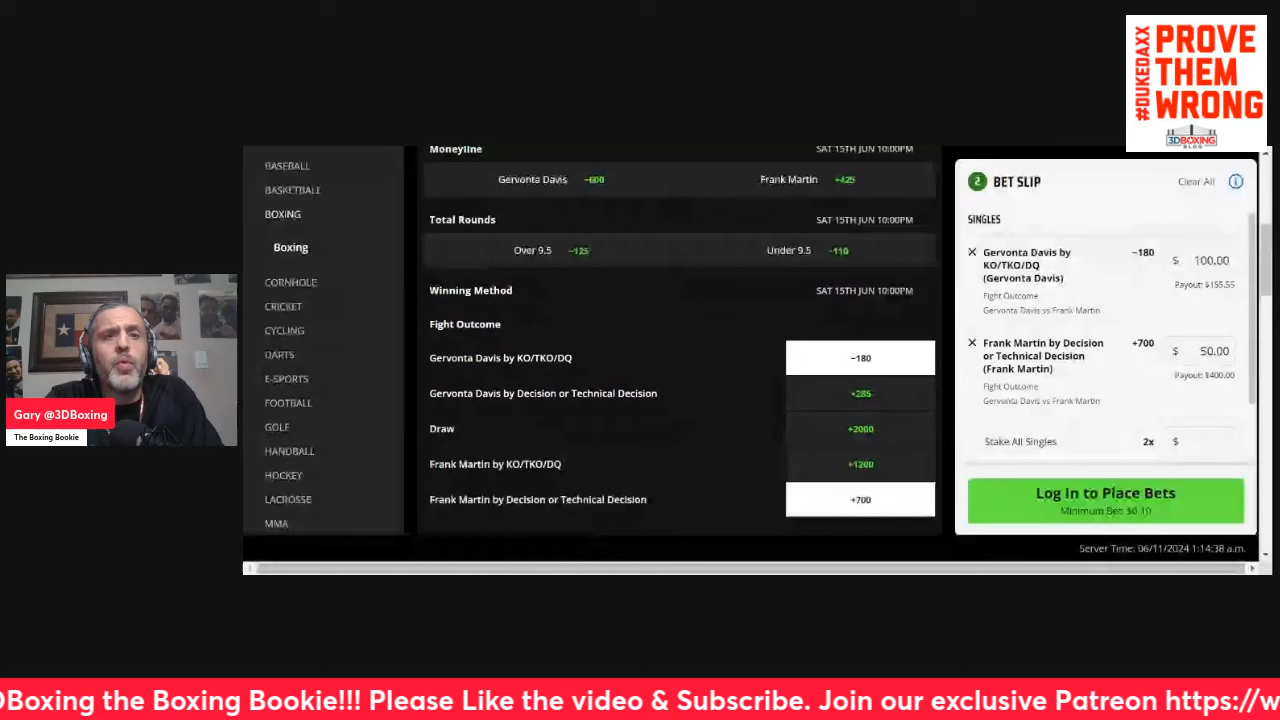 #DUKEDAXX
PROVE
THEM
WRONG
3DBOXING
BLOG
BASEBALL
BASKETBALL
BOXING
Boxing
CORNHOLE
CRICKET
CYCLING
DARTS
E-SPORTS
FOOTBALL
GOLF
HANDBALL
HOCKEY
LACROSSE
MMA
Moneyline SAT 15TH JUN 10:00PM
Gervonta Davis -600 Frank Martin +425
Total Rounds SAT 15TH JUN 10:00PM
Over 9.5 -125 Under 9.5 -110
Winning Method SAT 15TH JUN 10:00PM
Fight Outcome
Gervonta Davis by KO/TKO/DQ -180
Gervonta Davis by Decision or Technical Decision +285
Draw +2000
Frank Martin by KO/TKO/DQ +1200
Frank Martin by Decision or Technical Decision +700
2 BET SLIP Clear All i
SINGLES
X Gervonta Davis by -180 $ 100.00
KO/TKO/DQ
(Gervonta Davis) Payout: $155.55
Fight Outcome
Gervonta Davis vs Frank Martin
X Frank Martin by Decision +700 $ 50.00
or Technical Decision
(Frank Martin) Payout: $400.00
Fight Outcome
Gervonta Davis vs Frank Martin
Stake All Singles 2x $
Log In to Place Bets
Minimum Bet: $0.10
Server Time: 06/11/2024 1:14:38 a.m.
Gary @3DBoxing
The Boxing Bookie
DBoxing the Boxing Bookie!!! Please Like the video & Subscribe. Join our exclusive Patreon https://w